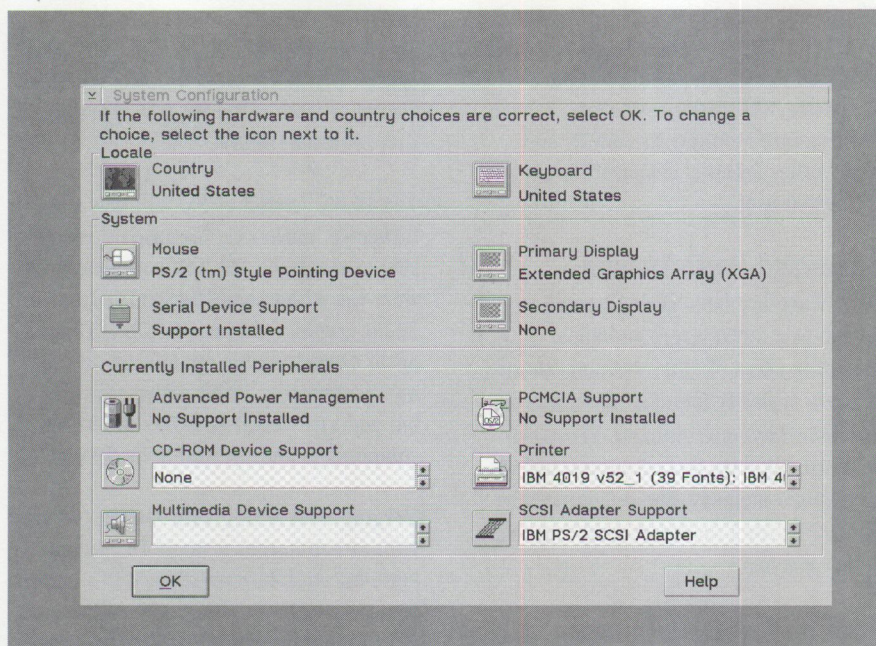 System Configuration
If the following hardware and country choices are correct, select OK. To change a
choice, select the icon next to it.
Locale
Country
United States
Keyboard
United States
System
Mouse
PS/2 (tm) Style Pointing Device
Primary Display
Extended Graphics Array (XGA)
Serial Device Support
Support Installed
Secondary Display
None
Currently Installed Peripherals
Advanced Power Management
No Support Installed
PCMCIA Support
No Support Installed
CD-ROM Device Support
None
Printer
IBM 4019 v52_1 (39 Fonts): IBM
Multimedia Device Support
SCSI Adapter Support
IBM PS/2 SCSI Adapter
OK
Help